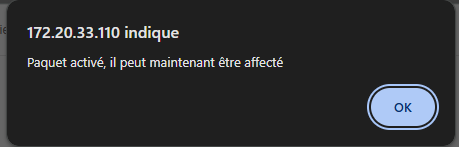 172.20.33.110 indique
Paquet activé, il peut maintenant être affecté
OK